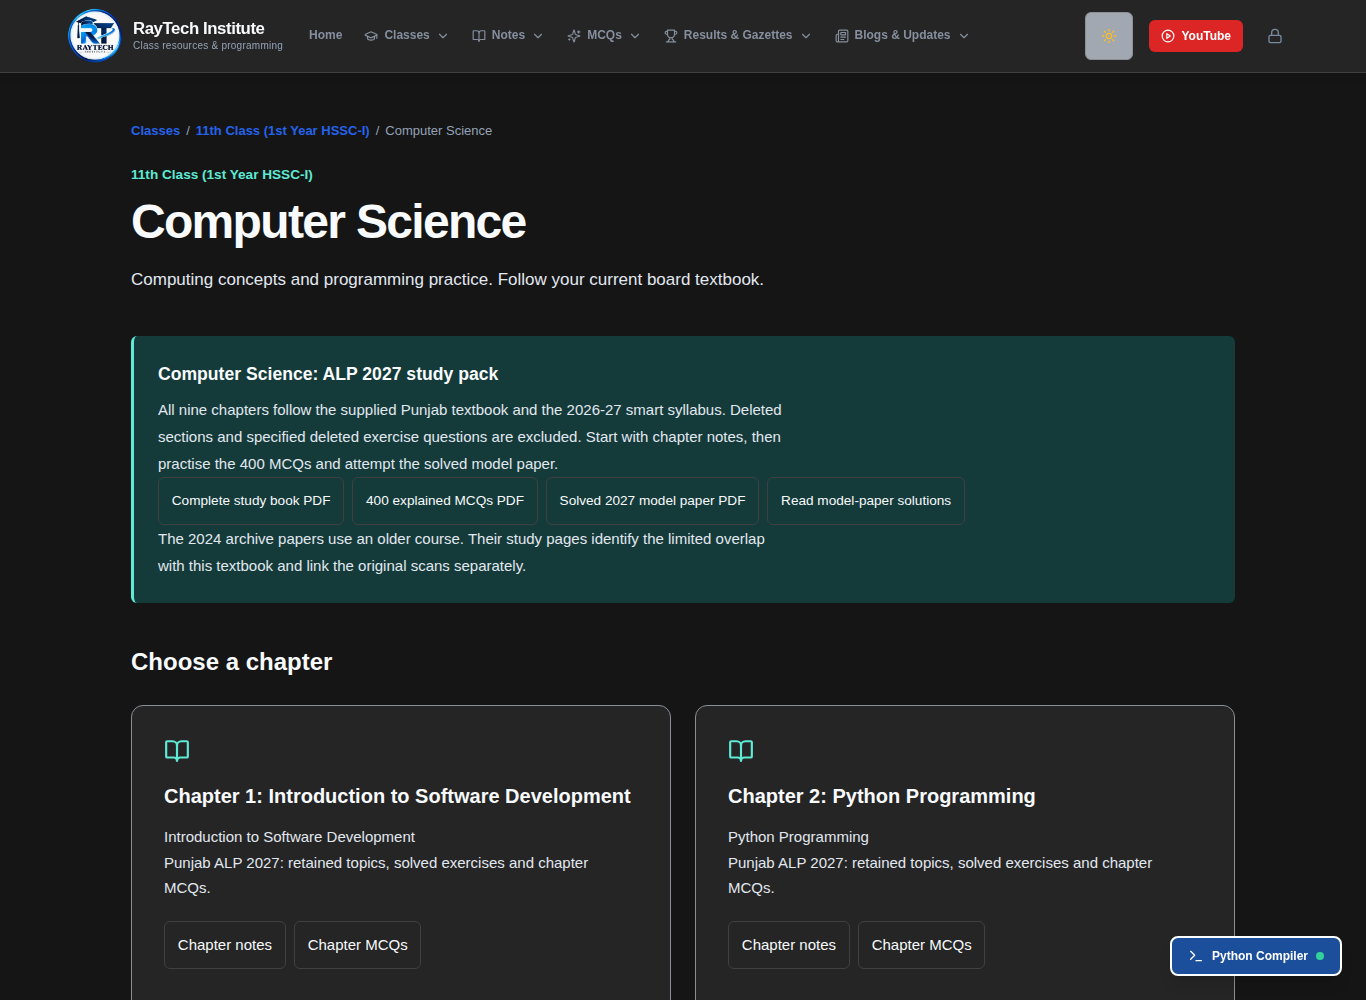 RAYTECH
RayTech Institute
Class resources & programming
Home
Classes
Notes
MCQs
Results & Gazettes
Blogs & Updates
YouTube
Classes / 11th Class (1st Year HSSC-I) / Computer Science
11th Class (1st Year HSSC-I)
Computer Science
Computing concepts and programming practice. Follow your current board textbook.
Computer Science: ALP 2027 study pack
All nine chapters follow the supplied Punjab textbook and the 2026-27 smart syllabus. Deleted
sections and specified deleted exercise questions are excluded. Start with chapter notes, then
practise the 400 MCQs and attempt the solved model paper.
Complete study book PDF
400 explained MCQs PDF
Solved 2027 model paper PDF
Read model-paper solutions
The 2024 archive papers use an older course. Their study pages identify the limited overlap
with this textbook and link the original scans separately.
Choose a chapter
Chapter 1: Introduction to Software Development
Introduction to Software Development
Punjab ALP 2027: retained topics, solved exercises and chapter
MCQs.
Chapter notes
Chapter MCQs
Chapter 2: Python Programming
Python Programming
Punjab ALP 2027: retained topics, solved exercises and chapter
MCQs.
Chapter notes
Chapter MCQs
Python Compiler